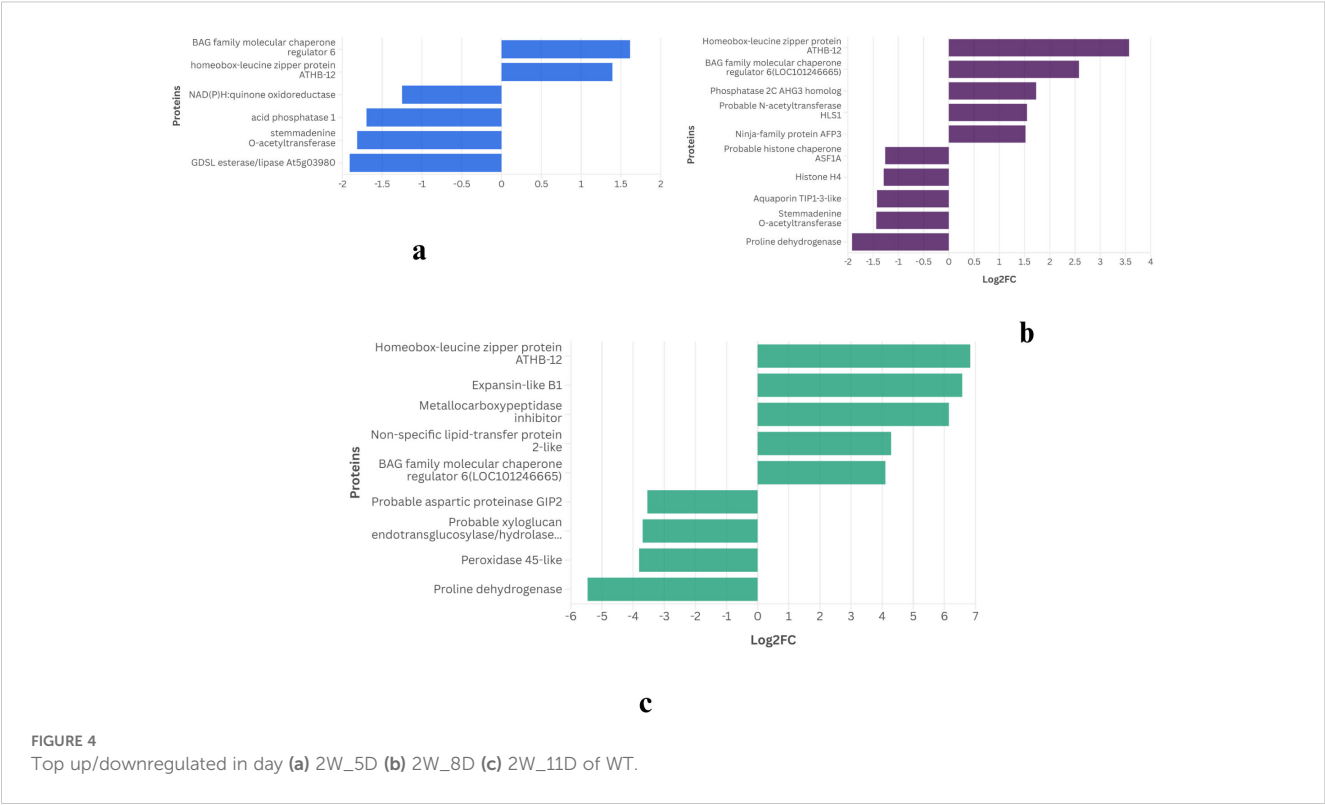 BAG family molecular chaperone
regulator 6
homeobox-leucine zipper protein
ATHB-12
NAD(P)H:quinone oxidoreductase
acid phosphatase 1
stemmadenine
O-acetyltransferase
GDSL esterase/lipase At5g03980
Proteins
-2 -1.5 -1 -0.5 0 0.5 1 1.5 2
a
Homeobox-leucine zipper protein
ATHB-12
BAG family molecular chaperone
regulator 6(LOC101246665)
Phosphatase 2C AHG3 homolog
Probable N-acetyltransferase
HLS1
Ninja-family protein AFP3
Probable histone chaperone
ASF1A
Histone H4
Aquaporin TIP1-3-like
Stemmadenine
O-acetyltransferase
Proline dehydrogenase
Proteins
-2 -1.5 -1 -0.5 0 0.5 1 1.5 2 2.5 3 3.5 4
Log2FC
b
Homeobox-leucine zipper protein
ATHB-12
Expansin-like B1
Metallocarboxypeptidase
inhibitor
Non-specific lipid-transfer protein
2-like
BAG family molecular chaperone
regulator 6(LOC101246665)
Probable aspartic proteinase GIP2
Probable xyloglucan
endotransglucosylase/hydrolase...
Peroxidase 45-like
Proline dehydrogenase
Proteins
-6 -5 -4 -3 -2 -1 0 1 2 3 4 5 6 7
Log2FC
c
FIGURE 4
Top up/downregulated in day (a) 2W_5D (b) 2W_8D (c) 2W_11D of WT.